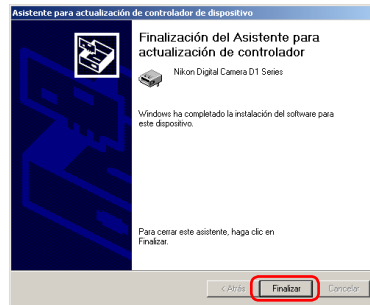 Asistente para actualización de controlador de dispositivo
Finalización del Asistente para
actualización de controlador
Nikon Digital Camera D1 Series
Windows ha completado la instalación del software para
este dispositivo.
Para cerrar este asistente, haga clic en
Finalizar.
< Atrás
Finalizar
Cancelar